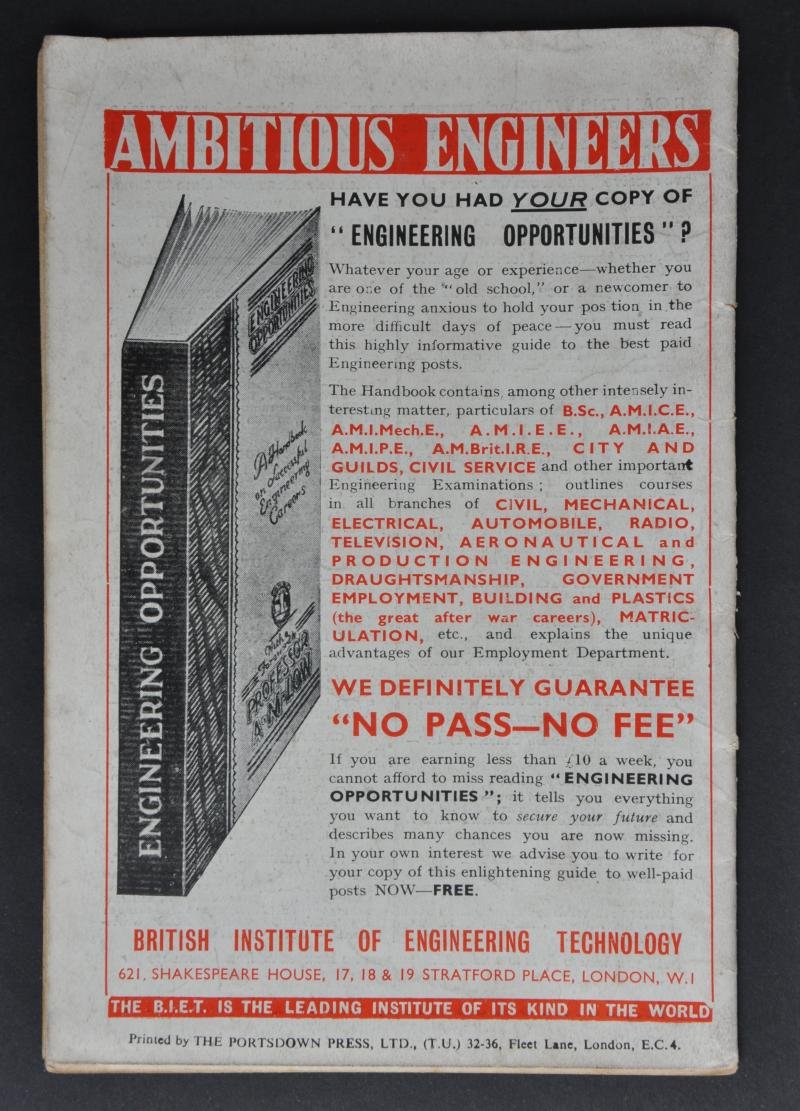 AMBITIOUS ENGINEERS
HAVE YOU HAD YOUR COPY OF
“ ENGINEERING OPPORTUNITIES ” ?
Whatever your age or experience—whether you
are one of the “ old school,” or a newcomer to
Engineering anxious to hold your pos tion in the
more difficult days of peace — you must read
this highly informative guide to the best paid
Engineering posts.
The Handbook contains, among other intensely in-
teresting matter, particulars of B.Sc., A.M.I.C.E.,
A.M.I.Mech.E., A.M.I.E.E., A.M.I.A.E.,
A.M.I.P.E., A.M.Brit.I.R.E., CITY AND
GUILDS, CIVIL SERVICE and other important
Engineering Examinations ; outlines courses
in all branches of CIVIL, MECHANICAL,
ELECTRICAL, AUTOMOBILE, RADIO,
TELEVISION, AERONAUTICAL and
PRODUCTION ENGINEERING,
DRAUGHTSMANSHIP, GOVERNMENT
EMPLOYMENT, BUILDING and PLASTICS
(the great after war careers), MATRIC-
ULATION, etc., and explains the unique
advantages of our Employment Department.
WE DEFINITELY GUARANTEE
“NO PASS—NO FEE”
If you are earning less than £10 a week, you
cannot afford to miss reading “ ENGINEERING
OPPORTUNITIES ”; it tells you everything
you want to know to secure your future and
describes many chances you are now missing.
In your own interest we advise you to write for
your copy of this enlightening guide to well-paid
posts NOW—FREE.
ENGINEERING OPPORTUNITIES
ENGINEERING
OPPORTUNITIES
A Handbook
on Successful
Engineering
Careers
PROFESSOR
A·M·LOW
BRITISH INSTITUTE OF ENGINEERING TECHNOLOGY
621, SHAKESPEARE HOUSE, 17, 18 & 19 STRATFORD PLACE, LONDON, W.1
THE B.I.E.T. IS THE LEADING INSTITUTE OF ITS KIND IN THE WORLD
Printed by THE PORTSDOWN PRESS, LTD., (T.U.) 32-36, Fleet Lane, London, E.C.4.